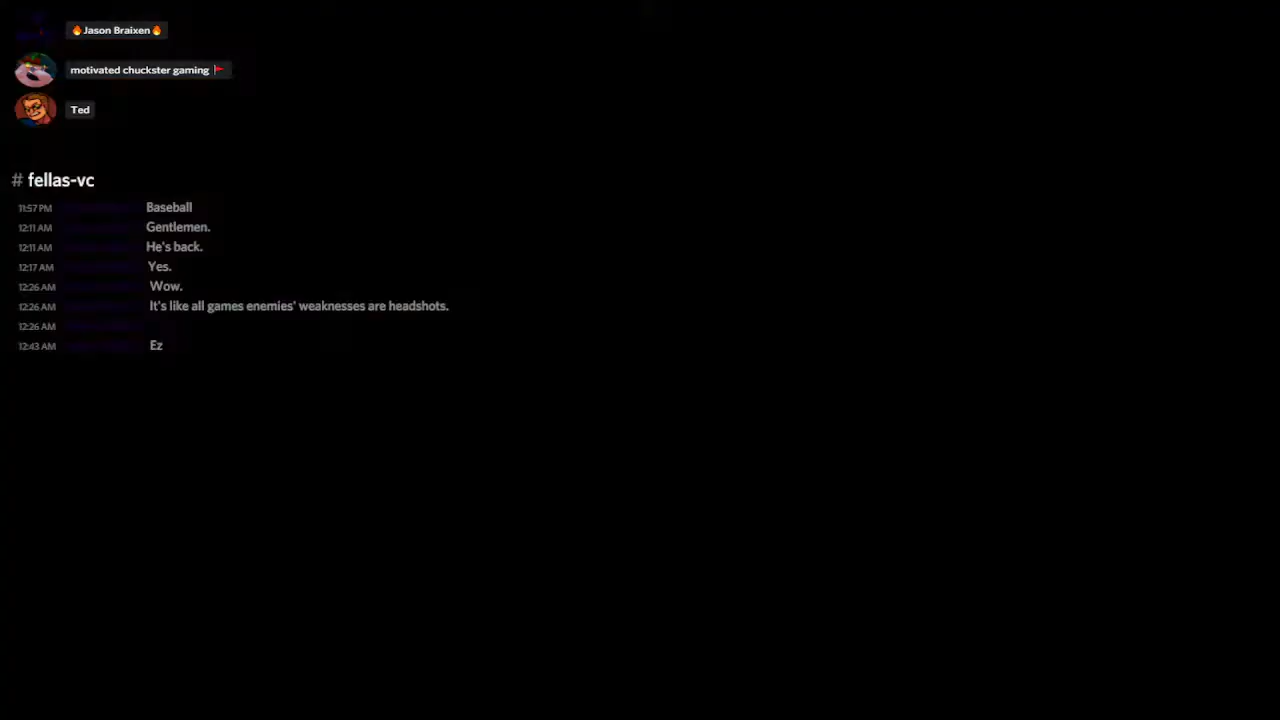 🔥Jason Braixen🔥
motivated chuckster gaming 🚩
Ted
# fellas-vc
11:57 PM Baseball
12:11 AM Gentlemen.
12:11 AM He's back.
12:17 AM Yes.
12:26 AM Wow.
12:26 AM It's like all games enemies' weaknesses are headshots.
12:26 AM
12:43 AM Ez